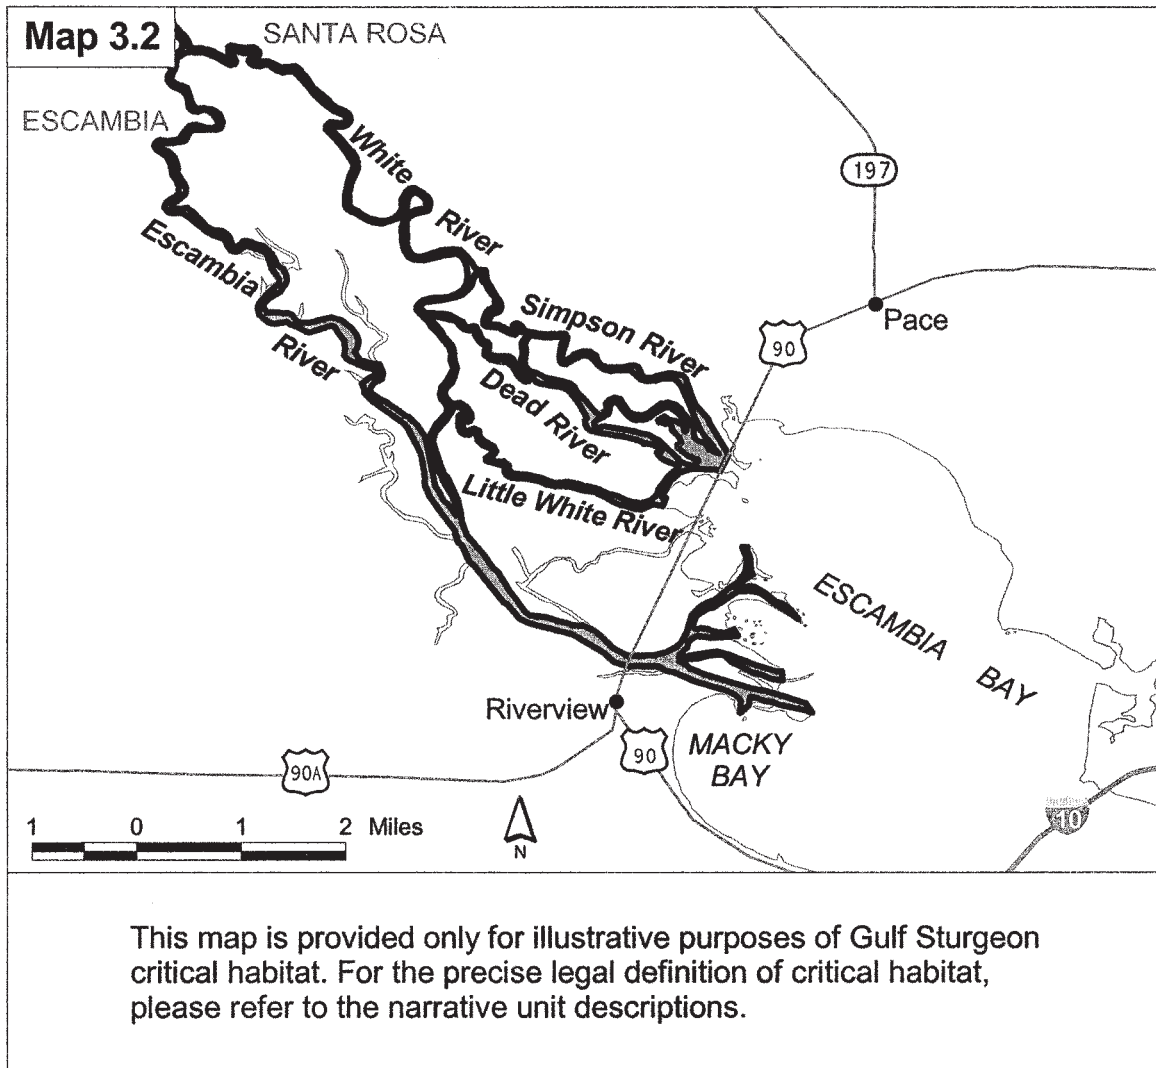 Map 3.2
SANTA ROSA
ESCAMBIA
White River
197
Escambia River
Simpson River
Pace
90
Dead River
Little White River
ESCAMBIA BAY
Riverview
90
MACKY
BAY
90A
10
1 0 1 2 Miles
N
This map is provided only for illustrative purposes of Gulf Sturgeon
critical habitat. For the precise legal definition of critical habitat,
please refer to the narrative unit descriptions.